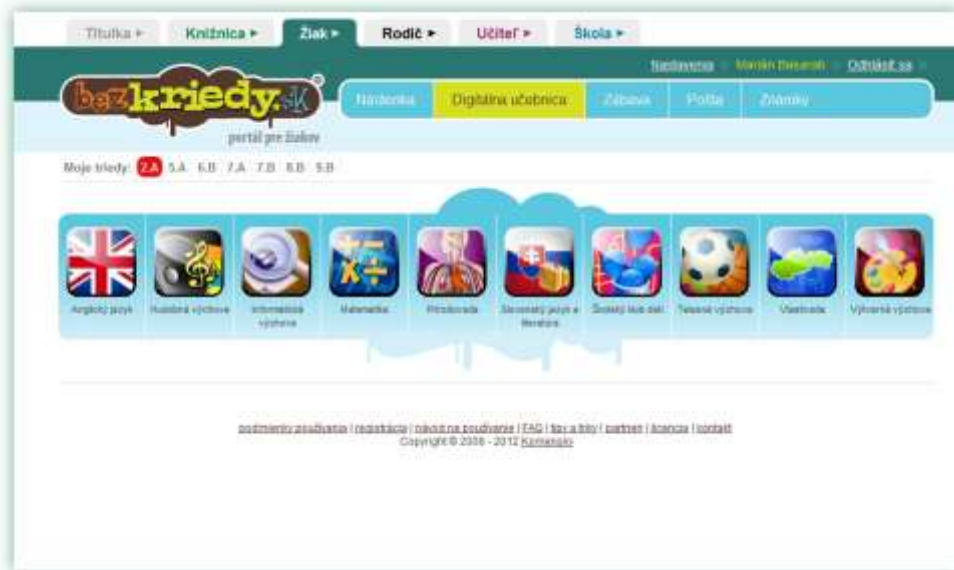 Titulka ▸ Knižnica ▸ Žiak ▸ Rodič ▸ Učiteľ ▸ Škola ▸
Nastavenia Odhlásiť sa
bezkriedy.sk ®
Nástenka Digitálna učebnica Zábava Pošta Známky
portál pre žiakov
Moje triedy: 2.A 5.A 6.B 7.A 7.B 8.B 9.B
Anglický jazyk Hudobná výchova Informatická výchova Matematika Prírodoveda Slovenský jazyk a literatúra Školský klub detí Telesná výchova Vlastiveda Výtvarná výchova
podmienky používania | registrácia | návod na používanie | FAQ | tipy a triky | partneri | licencia | kontakt
Copyright © 2008 - 2012 Komensky